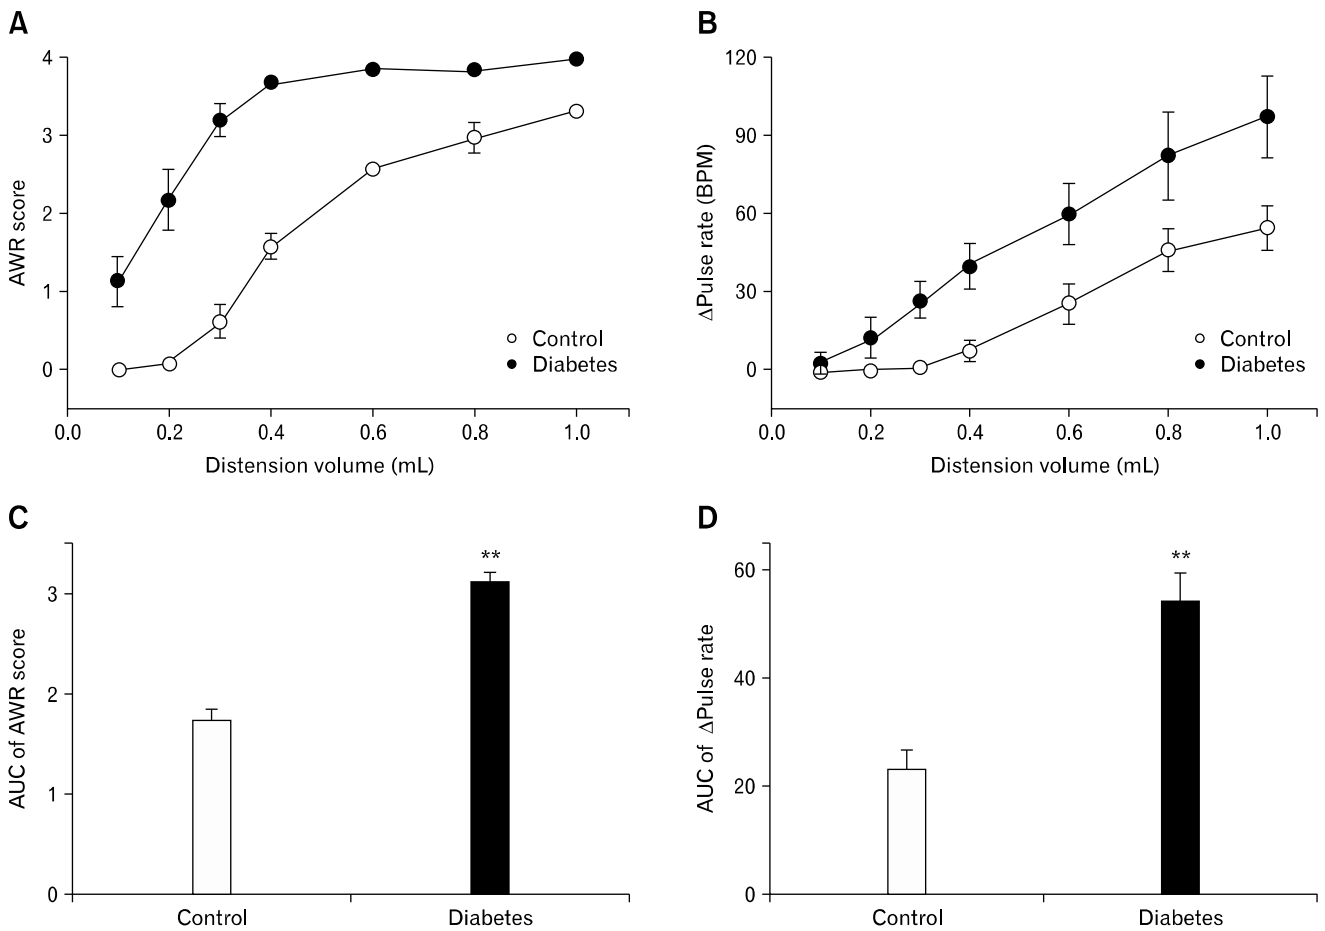 A
4
3
2
1
0
AWR score
Control
Diabetes
0.0 0.2 0.4 0.6 0.8 1.0
Distension volume (mL)
B
120
90
60
30
0
ΔPulse rate (BPM)
Control
Diabetes
0.0 0.2 0.4 0.6 0.8 1.0
Distension volume (mL)
C
3
2
1
0
AUC of AWR score
**
Control Diabetes
D
60
40
20
0
AUC of ΔPulse rate
**
Control Diabetes